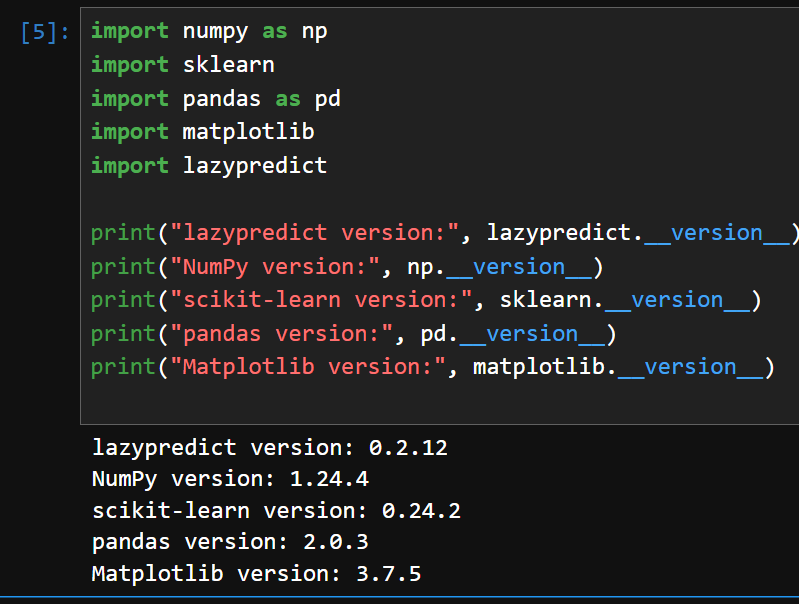 [5]:
import numpy as np
import sklearn
import pandas as pd
import matplotlib
import lazypredict
print("lazypredict version:", lazypredict.__version__)
print("NumPy version:", np.__version__)
print("scikit-learn version:", sklearn.__version__)
print("pandas version:", pd.__version__)
print("Matplotlib version:", matplotlib.__version__)
lazypredict version: 0.2.12
NumPy version: 1.24.4
scikit-learn version: 0.24.2
pandas version: 2.0.3
Matplotlib version: 3.7.5